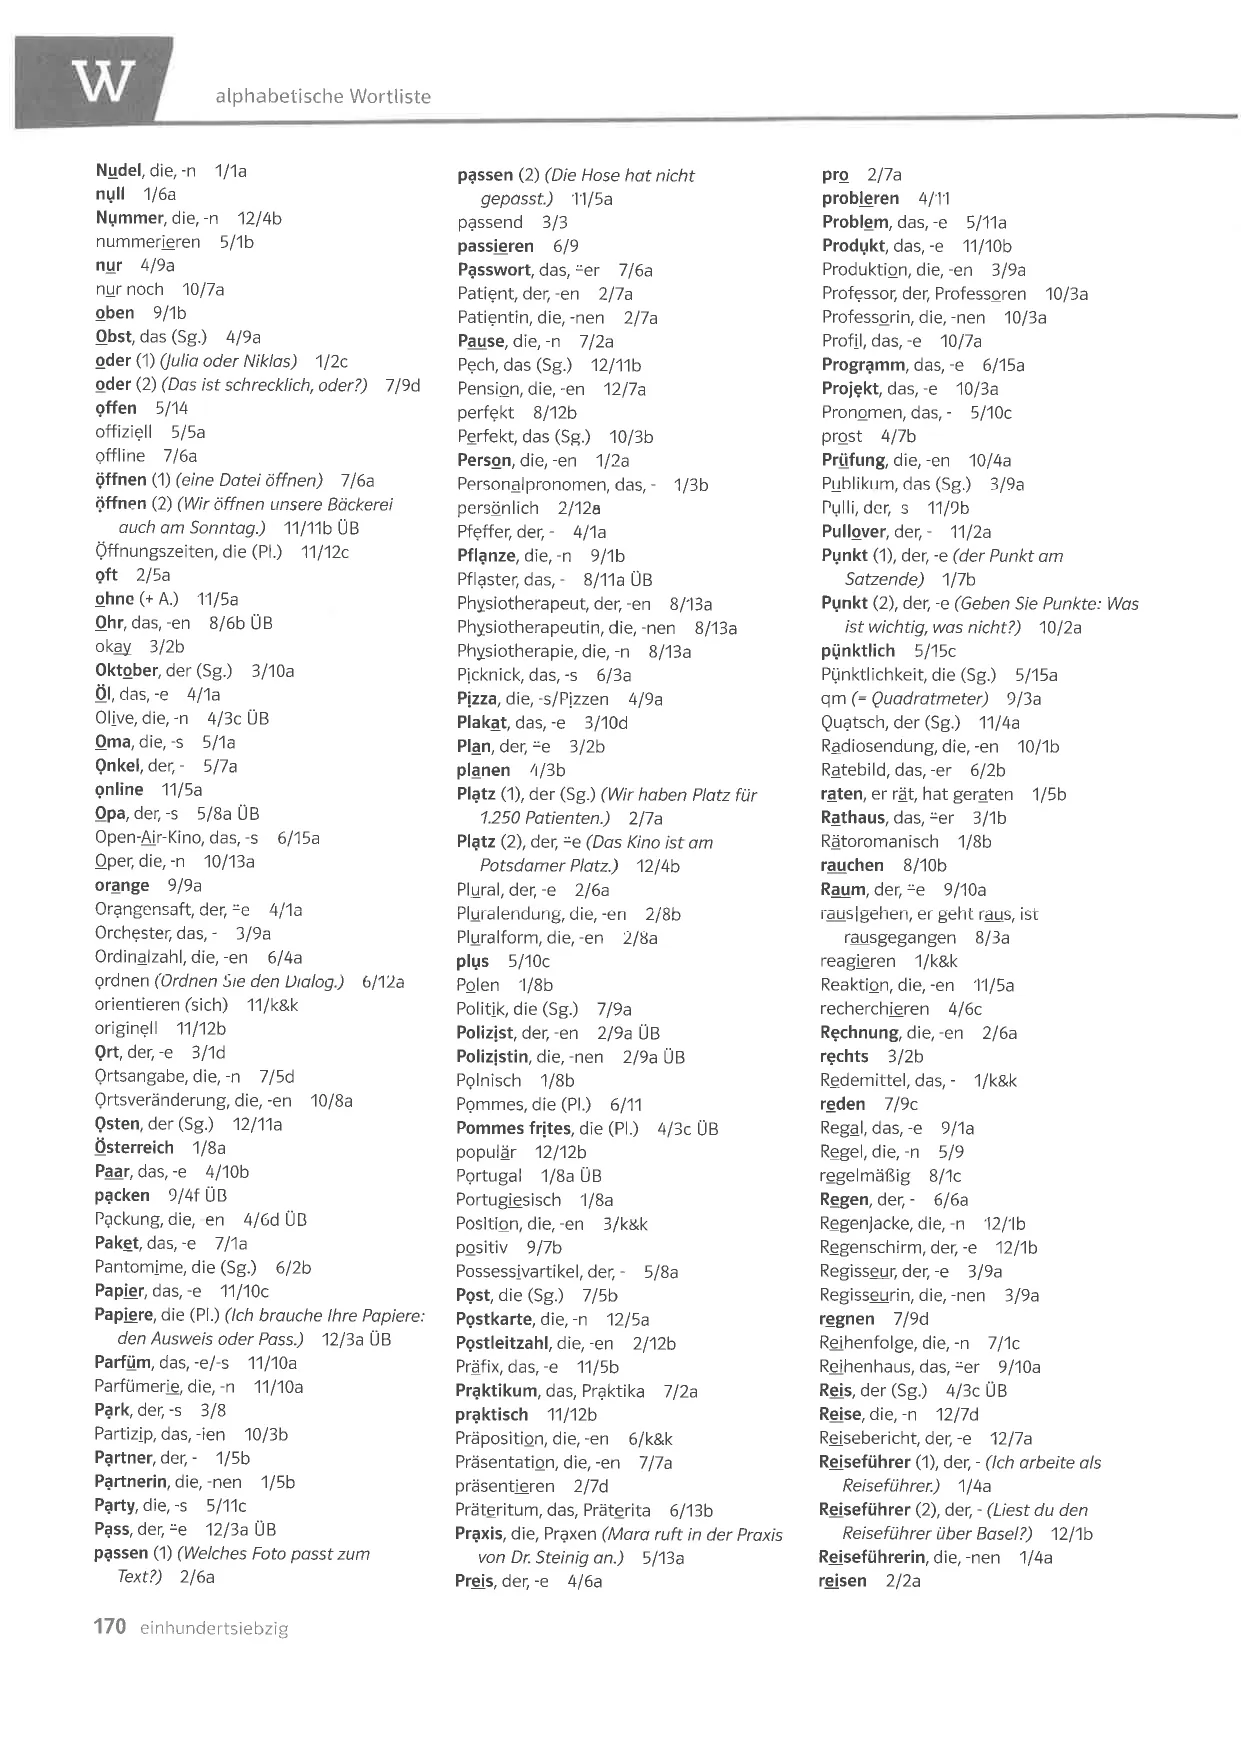 W
alphabetische Wortliste
Nudel, die, -n 1/1a
null 1/6a
Nummer, die, -n 12/4b
nummerieren 5/1b
nur 4/9a
nur noch 10/7a
oben 9/1b
Obst, das (Sg.) 4/9a
oder (1) (Julia oder Niklas) 1/2c
oder (2) (Das ist schrecklich, oder?) 7/9d
offen 5/14
offiziell 5/5a
offline 7/6a
öffnen (1) (eine Datei öffnen) 7/6a
öffnen (2) (Wir öffnen unsere Bäckerei
auch am Sonntag.) 11/11b ÜB
Öffnungszeiten, die (Pl.) 11/12c
oft 2/5a
ohne (+ A.) 11/5a
Ohr, das, -en 8/6b ÜB
okay 3/2b
Oktober, der (Sg.) 3/10a
Öl, das, -e 4/1a
Olive, die, -n 4/3c ÜB
Oma, die, -s 5/1a
Onkel, der, - 5/7a
online 11/5a
Opa, der, -s 5/8a ÜB
Open-Air-Kino, das, -s 6/15a
Oper, die, -n 10/13a
orange 9/9a
Orangensaft, der, ¨-e 4/1a
Orchester, das, - 3/9a
Ordinalzahl, die, -en 6/4a
ordnen (Ordnen Sie den Dialog.) 6/12a
orientieren (sich) 11/k&k
originell 11/12b
Ort, der, -e 3/1d
Ortsangabe, die, -n 7/5d
Ortsveränderung, die, -en 10/8a
Osten, der (Sg.) 12/11a
Österreich 1/8a
Paar, das, -e 4/10b
packen 9/4f ÜB
Packung, die, -en 4/6d ÜB
Paket, das, -e 7/1a
Pantomime, die (Sg.) 6/2b
Papier, das, -e 11/10c
Papiere, die (Pl.) (Ich brauche Ihre Papiere:
den Ausweis oder Pass.) 12/3a ÜB
Parfüm, das, -e/-s 11/10a
Parfümerie, die, -n 11/10a
Park, der, -s 3/8
Partizip, das, -ien 10/3b
Partner, der, - 1/5b
Partnerin, die, -nen 1/5b
Party, die, -s 5/11c
Pass, der, ¨-e 12/3a ÜB
passen (1) (Welches Foto passt zum
Text?) 2/6a
passen (2) (Die Hose hat nicht
gepasst.) 11/5a
passend 3/3
passieren 6/9
Passwort, das, ¨-er 7/6a
Patient, der, -en 2/7a
Patientin, die, -nen 2/7a
Pause, die, -n 7/2a
Pech, das (Sg.) 12/11b
Pension, die, -en 12/7a
perfekt 8/12b
Perfekt, das (Sg.) 10/3b
Person, die, -en 1/2a
Personalpronomen, das, - 1/3b
persönlich 2/12a
Pfeffer, der, - 4/1a
Pflanze, die, -n 9/1b
Pflaster, das, - 8/11a ÜB
Physiotherapeut, der, -en 8/13a
Physiotherapeutin, die, -nen 8/13a
Physiotherapie, die, -n 8/13a
Picknick, das, -s 6/3a
Pizza, die, -s/Pizzen 4/9a
Plakat, das, -e 3/10d
Plan, der, ¨-e 3/2b
planen 4/3b
Platz (1), der (Sg.) (Wir haben Platz für
1.250 Patienten.) 2/7a
Platz (2), der, ¨-e (Das Kino ist am
Potsdamer Platz.) 12/4b
Plural, der, -e 2/6a
Pluralendung, die, -en 2/8b
Pluralform, die, -en 2/8a
plus 5/10c
Polen 1/8b
Politik, die (Sg.) 7/9a
Polizist, der, -en 2/9a ÜB
Polizistin, die, -nen 2/9a ÜB
Polnisch 1/8b
Pommes, die (Pl.) 6/11
Pommes frites, die (Pl.) 4/3c ÜB
populär 12/12b
Portugal 1/8a ÜB
Portugiesisch 1/8a
Position, die, -en 3/k&k
positiv 9/7b
Possessivartikel, der, - 5/8a
Post, die (Sg.) 7/5b
Postkarte, die, -n 12/5a
Postleitzahl, die, -en 2/12b
Präfix, das, -e 11/5b
Praktikum, das, Praktika 7/2a
praktisch 11/12b
Präposition, die, -en 6/k&k
Präsentation, die, -en 7/7a
präsentieren 2/7d
Präteritum, das, Präterita 6/13b
Praxis, die, Praxen (Mara ruft in der Praxis
von Dr. Steinig an.) 5/13a
Preis, der, -e 4/6a
pro 2/7a
probieren 4/11
Problem, das, -e 5/11a
Produkt, das, -e 11/10b
Produktion, die, -en 3/9a
Professor, der, Professoren 10/3a
Professorin, die, -nen 10/3a
Profil, das, -e 10/7a
Programm, das, -e 6/15a
Projekt, das, -e 10/3a
Pronomen, das, - 5/10c
prost 4/7b
Prüfung, die, -en 10/4a
Publikum, das (Sg.) 3/9a
Pulli, der, -s 11/9b
Pullover, der, - 11/2a
Punkt (1), der, -e (der Punkt am
Satzende) 1/7b
Punkt (2), der, -e (Geben Sie Punkte: Was
ist wichtig, was nicht?) 10/2a
pünktlich 5/15c
Pünktlichkeit, die (Sg.) 5/15a
qm (= Quadratmeter) 9/3a
Quatsch, der (Sg.) 11/4a
Radiosendung, die, -en 10/1b
Ratebild, das, -er 6/2b
raten, er rät, hat geraten 1/5b
Rathaus, das, ¨-er 3/1b
Rätoromanisch 1/8b
rauchen 8/10b
Raum, der, ¨-e 9/10a
raus|gehen, er geht raus, ist
rausgegangen 8/3a
reagieren 1/k&k
Reaktion, die, -en 11/5a
recherchieren 4/6c
Rechnung, die, -en 2/6a
rechts 3/2b
Redemittel, das, - 1/k&k
reden 7/9c
Regal, das, -e 9/1a
Regel, die, -n 5/9
regelmäßig 8/1c
Regen, der, - 6/6a
Regenjacke, die, -n 12/1b
Regenschirm, der, -e 12/1b
Regisseur, der, -e 3/9a
Regisseurin, die, -nen 3/9a
regnen 7/9d
Reihenfolge, die, -n 7/1c
Reihenhaus, das, ¨-er 9/10a
Reis, der (Sg.) 4/3c ÜB
Reise, die, -n 12/7d
Reisebericht, der, -e 12/7a
Reiseführer (1), der, - (Ich arbeite als
Reiseführer.) 1/4a
Reiseführer (2), der, - (Liest du den
Reiseführer über Basel?) 12/1b
Reiseführerin, die, -nen 1/4a
reisen 2/2a
170 einhundertsiebzig